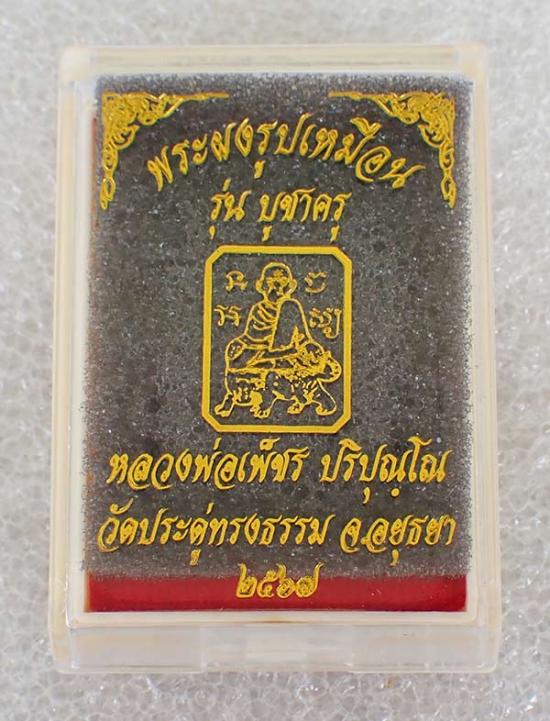 พระผงรูปเหมือน
รุ่น บูชาครู
หลวงพ่อเพ็ชร ปริปุณฺโณ
วัดประดู่ทรงธรรม จ.อยุธยา
๒๕๖๗